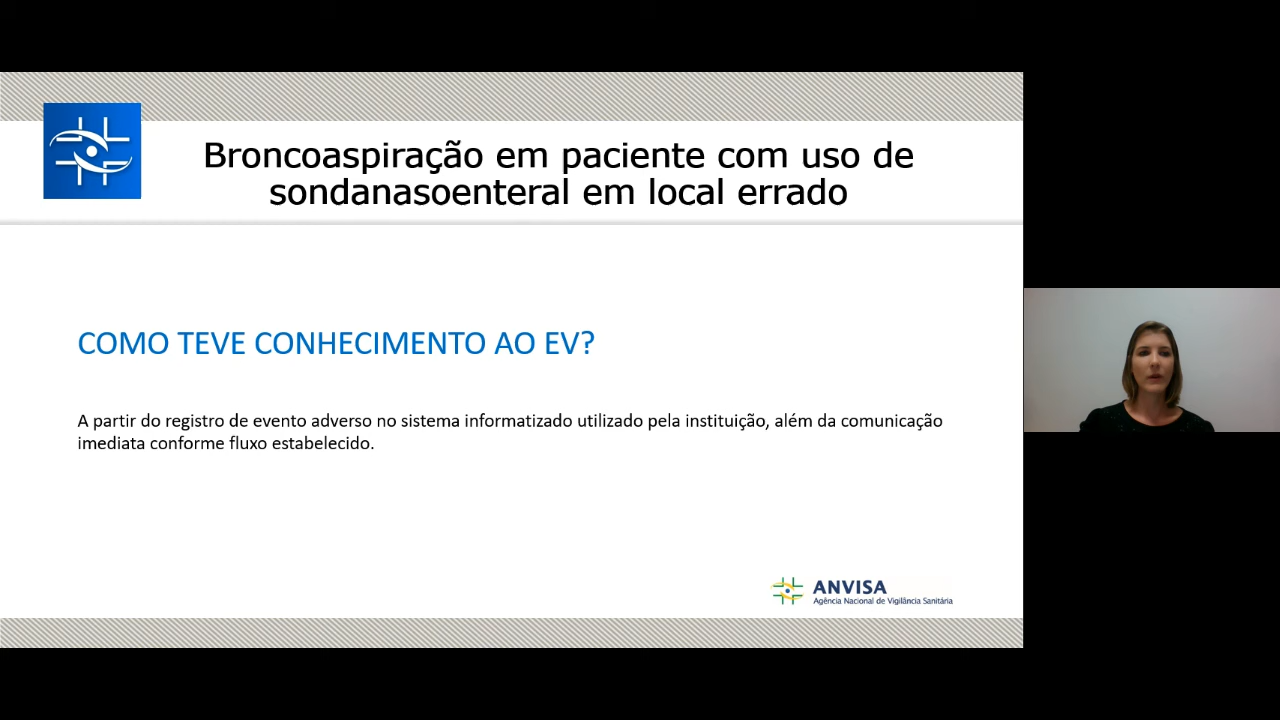 Broncoaspiração em paciente com uso de
sondanasoenteral em local errado
COMO TEVE CONHECIMENTO AO EV?
A partir do registro de evento adverso no sistema informatizado utilizado pela instituição, além da comunicação
imediata conforme fluxo estabelecido.
ANVISA
Agência Nacional de Vigilância Sanitária